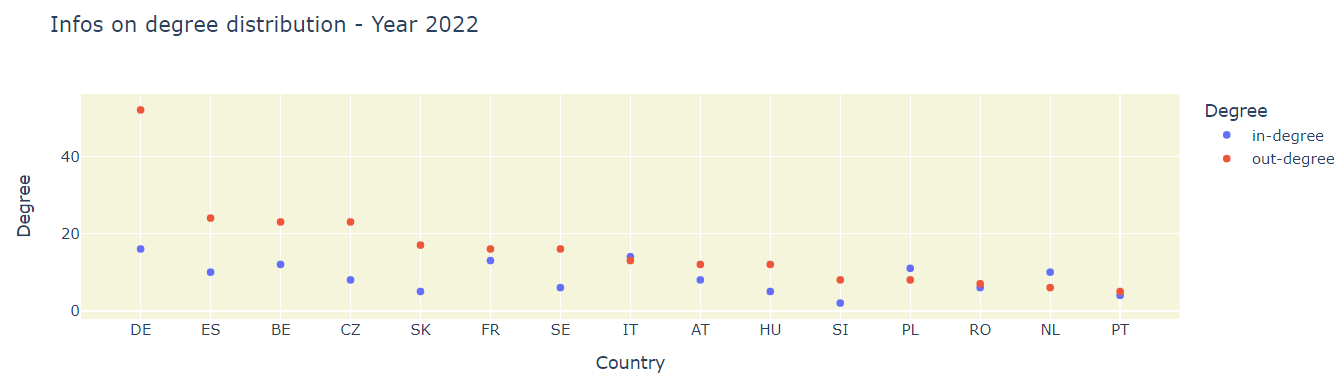 Infos on degree distribution - Year 2022
Degree
in-degree
out-degree
Degree
40
20
0
DE ES BE CZ SK FR SE IT AT HU SI PL RO NL PT
Country